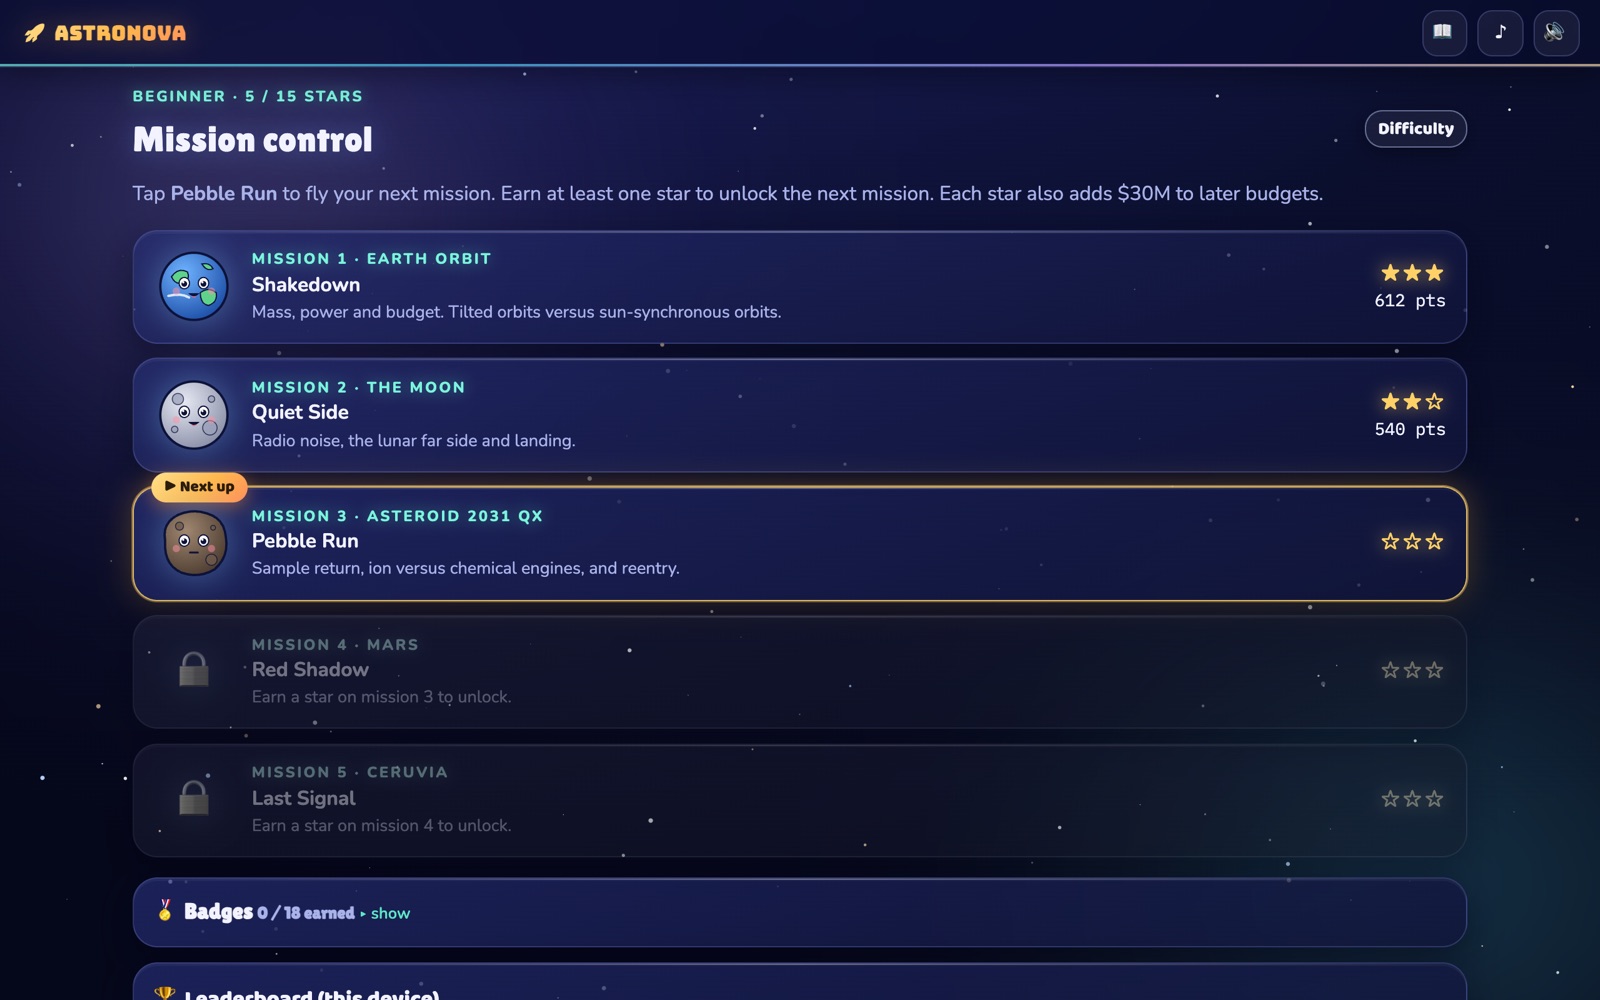 ASTRONOVA
BEGINNER · 5 / 15 STARS
Mission control
Difficulty
Tap Pebble Run to fly your next mission. Earn at least one star to unlock the next mission. Each star also adds $30M to later budgets.
MISSION 1 · EARTH ORBIT
Shakedown
Mass, power and budget. Tilted orbits versus sun-synchronous orbits.
612 pts
MISSION 2 · THE MOON
Quiet Side
Radio noise, the lunar far side and landing.
540 pts
Next up
MISSION 3 · ASTEROID 2031 QX
Pebble Run
Sample return, ion versus chemical engines, and reentry.
MISSION 4 · MARS
Red Shadow
Earn a star on mission 3 to unlock.
MISSION 5 · CERUVIA
Last Signal
Earn a star on mission 4 to unlock.
Badges 0 / 18 earned ▸ show
Leaderboard (this device)